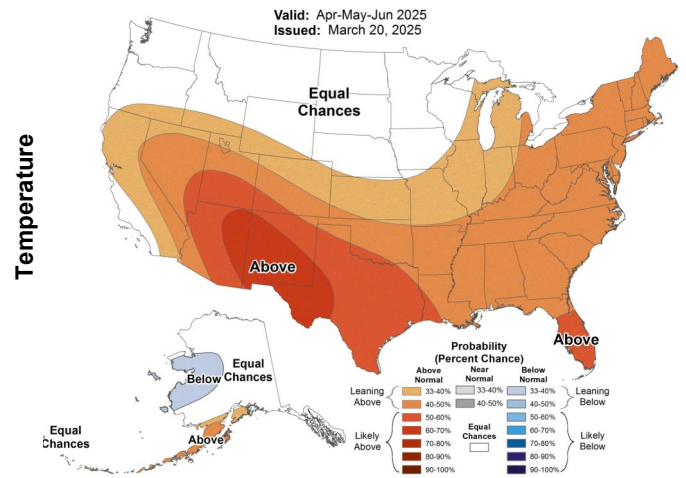 Valid: Apr-May-Jun 2025
Issued: March 20, 2025
Temperature
Equal
Chances
Above
Above
Below
Equal
Chances
Above
Equal
Chances
Probability
(Percent Chance)
Above
Normal
Near
Normal
Below
Normal
Leaning
Above
33-40%
33-40%
33-40%
Leaning
Below
40-50%
40-50%
40-50%
Likely
Above
50-60%
60-70%
70-80%
80-90%
90-100%
Equal
Chances
50-60%
60-70%
70-80%
80-90%
90-100%
Likely
Below